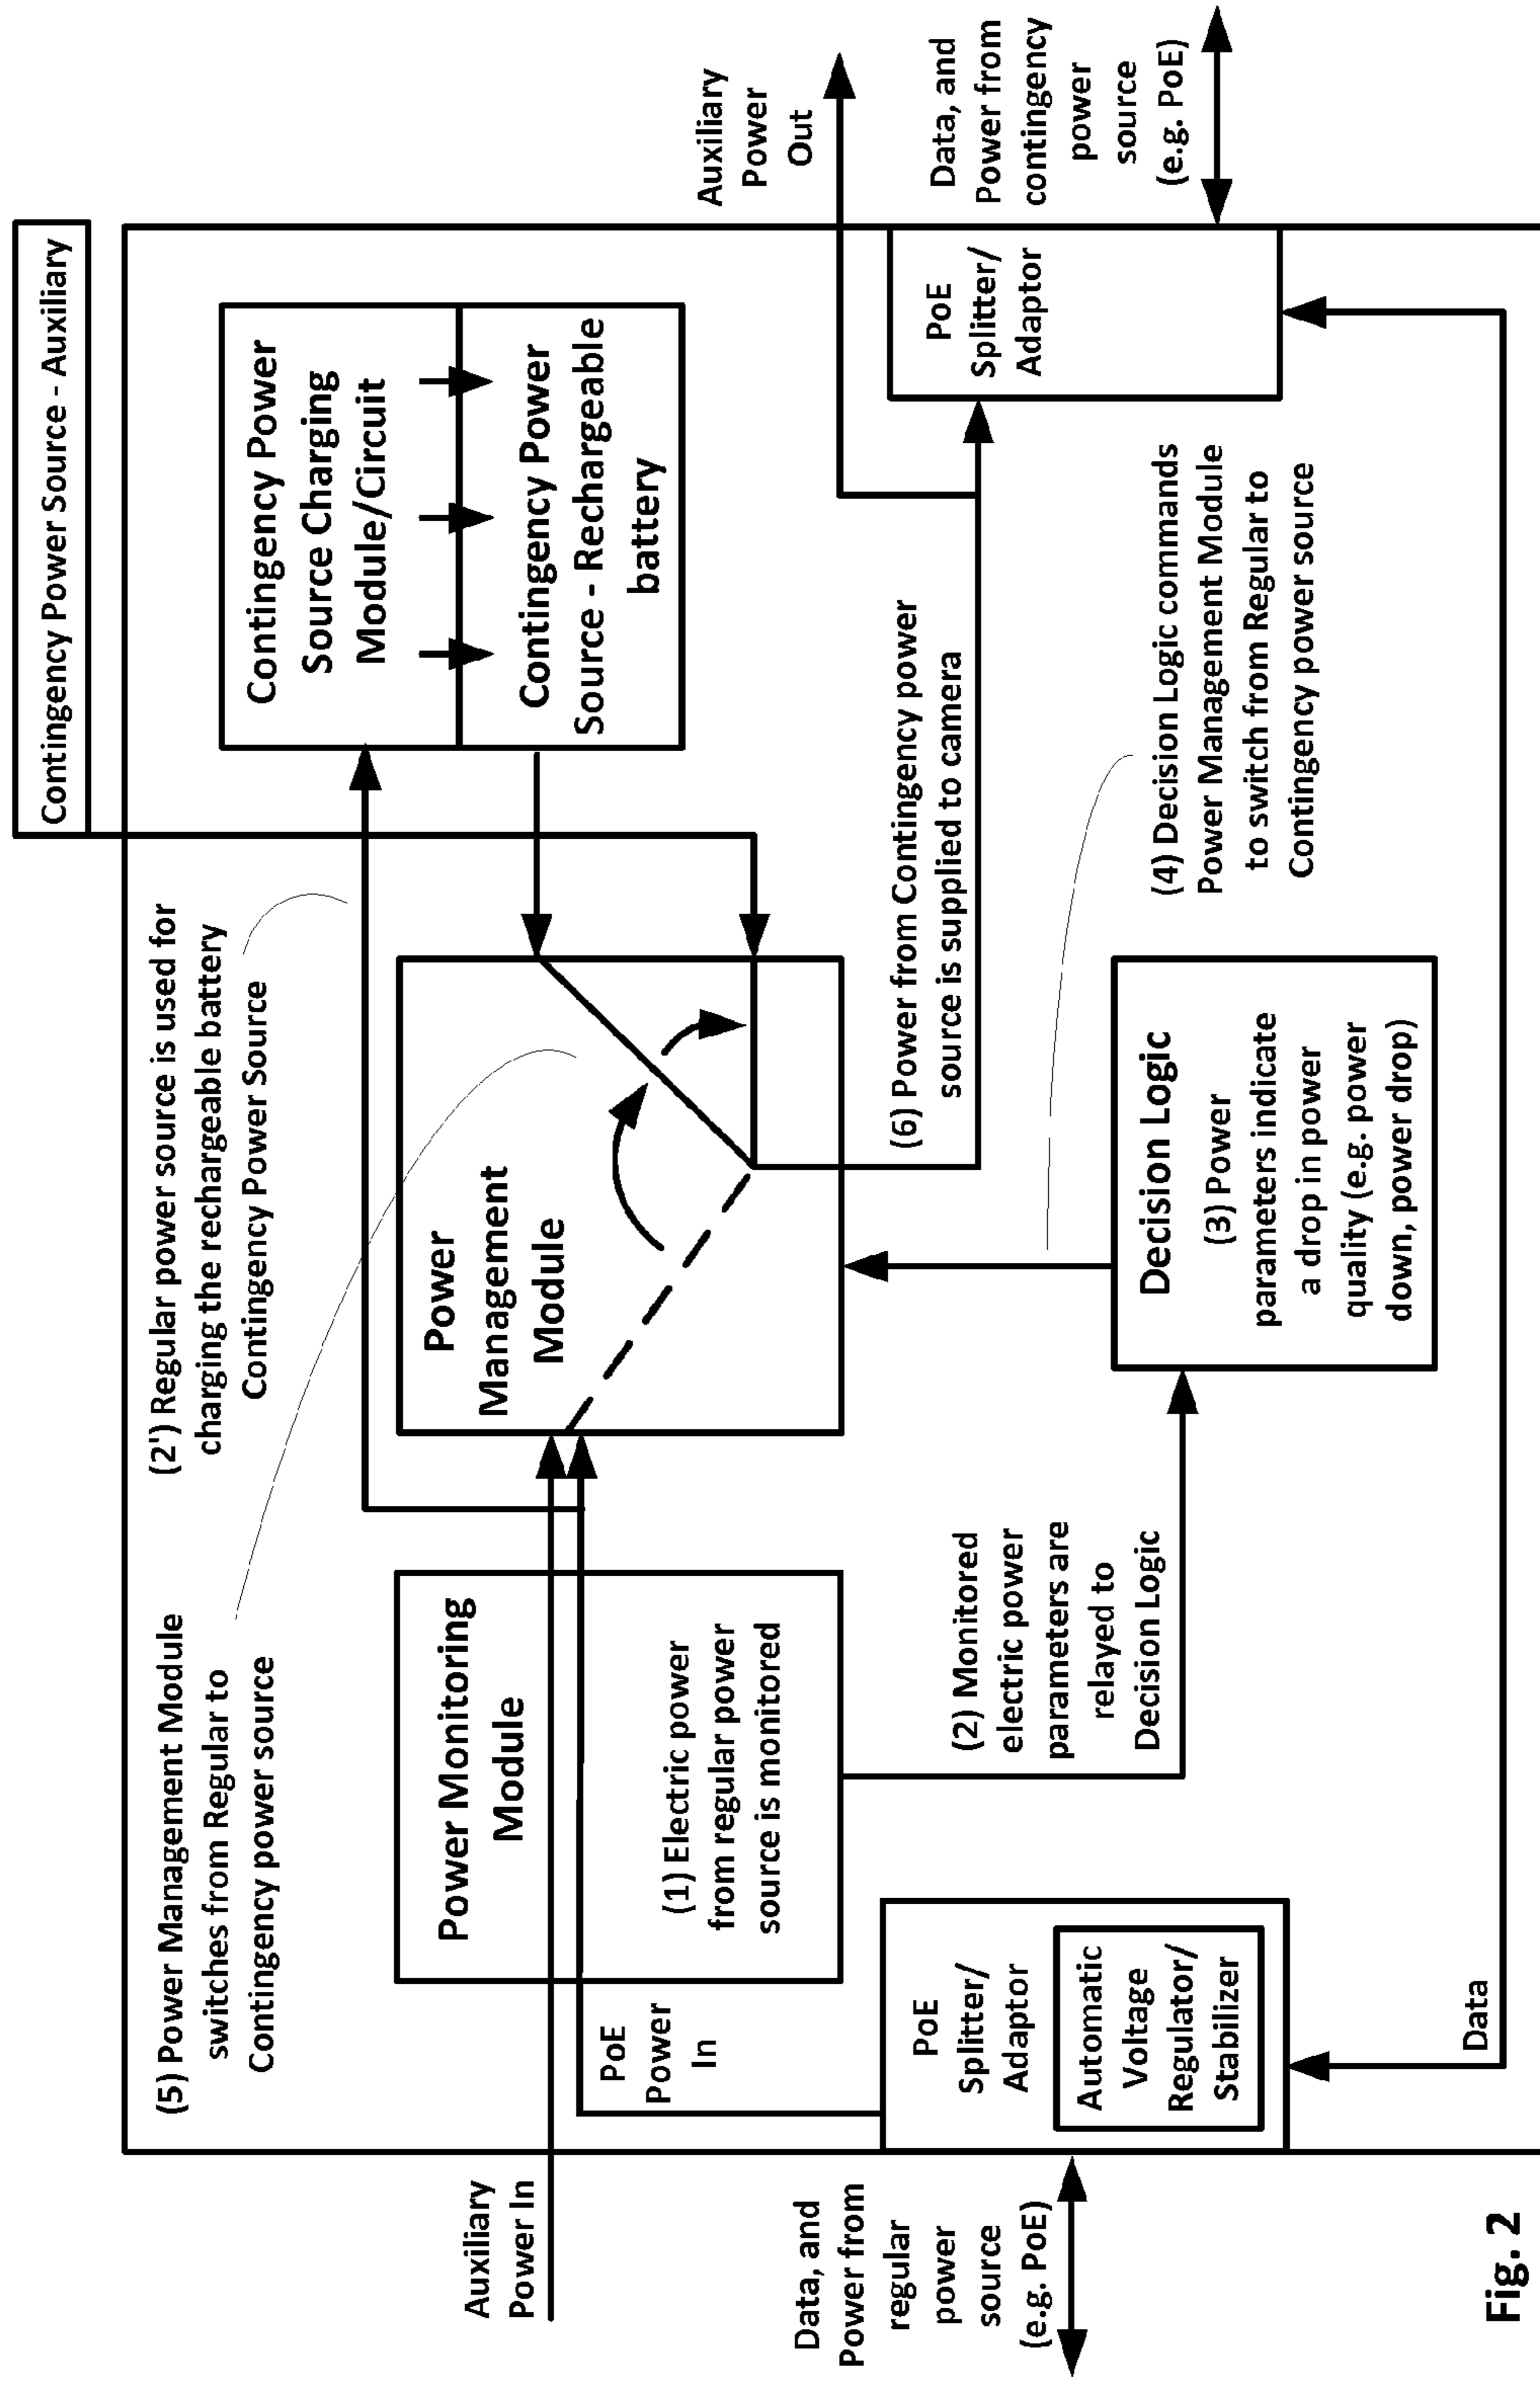 Contingency Power Source - Auxiliary
(5) Power Management Module
switches from Regular to
Contingency power source
(2') Regular power source is used for
charging the rechargeable battery
Contingency Power Source
Contingency Power
Source Charging
Module/Circuit
Contingency Power
Source - Rechargeable
battery
Auxiliary
Power In
Power Monitoring
Module
(1) Electric power
from regular power
source is monitored
Power
Management
Module
Auxiliary
Power
Out
PoE
Power
In
(6) Power from Contingency power
source is supplied to camera
Data, and
Power from
regular
power
source
(e.g. PoE)
PoE
Splitter/
Adaptor
Automatic
Voltage
Regulator/
Stabilizer
(2) Monitored
electric power
parameters are
relayed to
Decision Logic
Decision Logic
(3) Power
parameters indicate
a drop in power
quality (e.g. power
down, power drop)
(4) Decision Logic commands
Power Management Module
to switch from Regular to
Contingency power source
PoE
Splitter/
Adaptor
Data, and
Power from
contingency
power
source
(e.g. PoE)
Data
Fig. 2